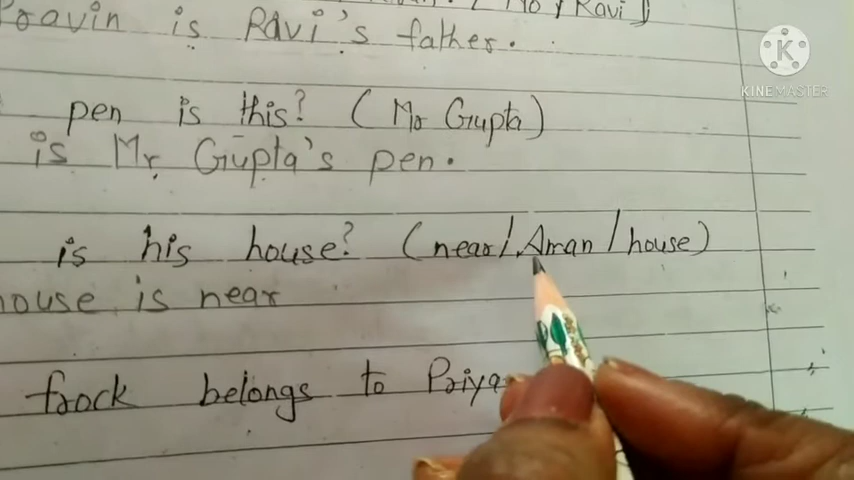 Pravin is Ravi's father.
pen is this? (Mr Gupta)
is Mr. Gupta's pen.
is his house? (near/Aman/house)
house is near
frock belongs to Priya
K
KINEMASTER